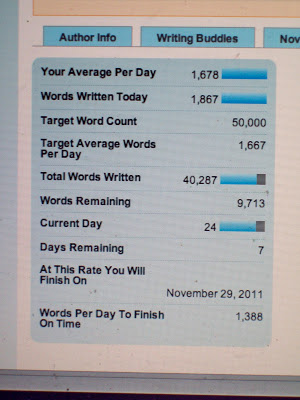 Author Info Writing Buddies Nov
Your Average Per Day 1,678
Words Written Today 1,867
Target Word Count 50,000
Target Average Words
Per Day 1,667
Total Words Written 40,287
Words Remaining 9,713
Current Day 24
Days Remaining 7
At This Rate You Will
Finish On
November 29, 2011
Words Per Day To Finish
On Time 1,388